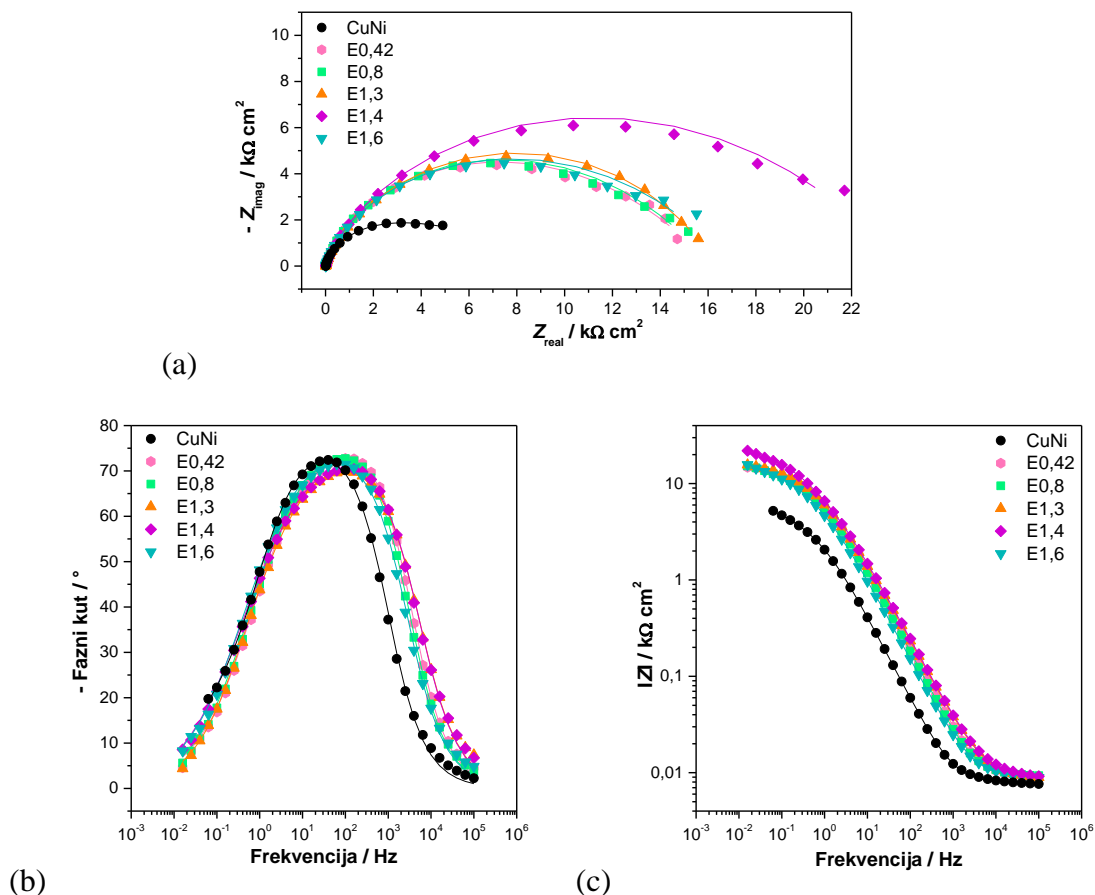 CuNi
E0,42
E0,8
E1,3
E1,4
E1,6
10
8
6
4
2
0
- Zimag / kΩ cm²
0 2 4 6 8 10 12 14 16 18 20 22
Zreal / kΩ cm²
(a)
80
70
60
50
40
30
20
10
0
- Fazni kut / °
CuNi
E0,42
E0,8
E1,3
E1,4
E1,6
10⁻³ 10⁻² 10⁻¹ 10⁰ 10¹ 10² 10³ 10⁴ 10⁵ 10⁶
Frekvencija / Hz
(b)
10
1
0,1
0,01
|Z| / kΩ cm²
CuNi
E0,42
E0,8
E1,3
E1,4
E1,6
10⁻³ 10⁻² 10⁻¹ 10⁰ 10¹ 10² 10³ 10⁴ 10⁵ 10⁶
Frekvencija / Hz
(c)